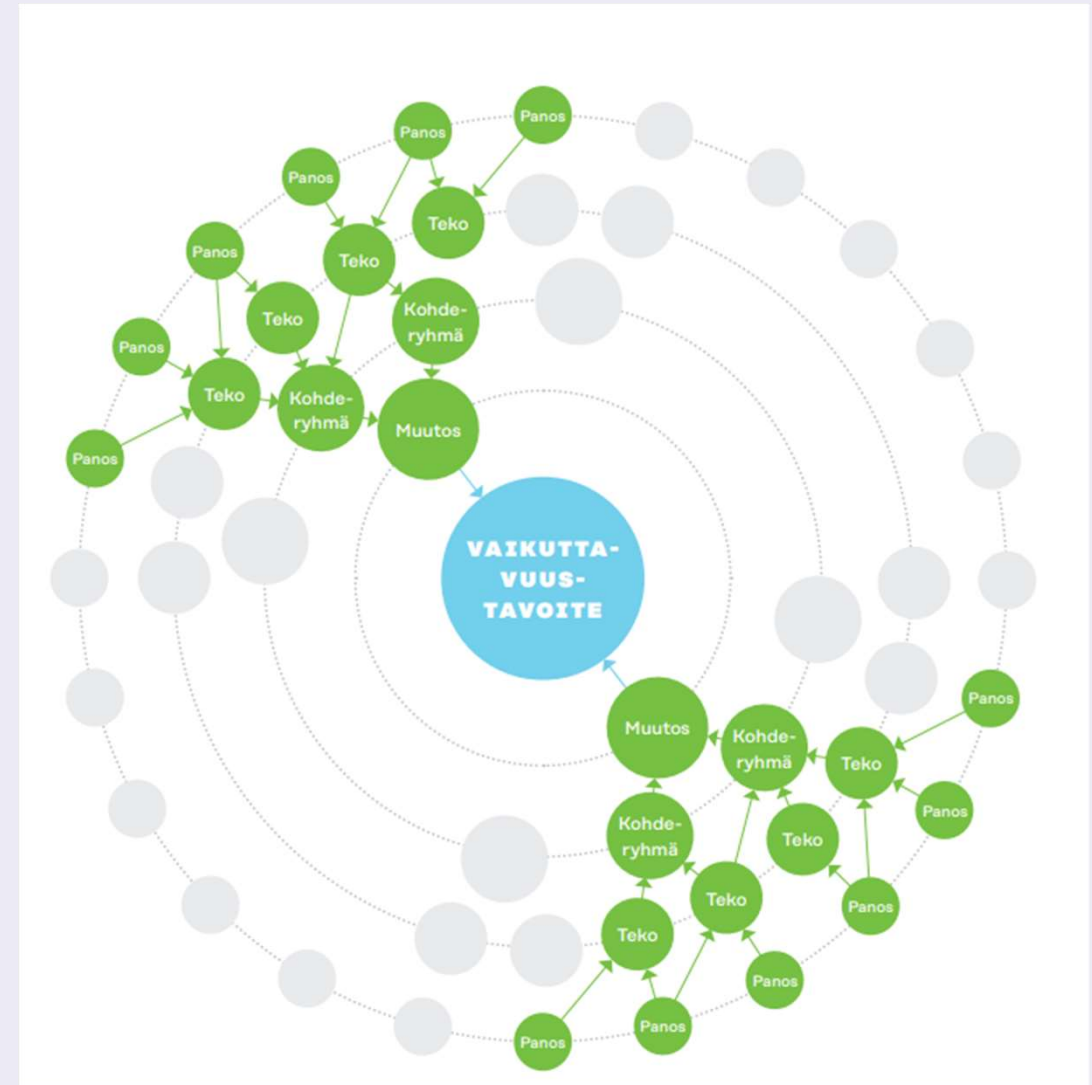 Panos
Panos
Panos
Teko
Panos
Teko
Kohde-
ryhmä
Teko
Panos
Teko
Kohde-
ryhmä
Muutos
Panos
VAIKUTTA-
VUUS-
TAVOITE
Panos
Muutos
Kohde-
ryhmä
Teko
Panos
Kohde-
ryhmä
Teko
Teko
Panos
Teko
Panos
Panos
Panos